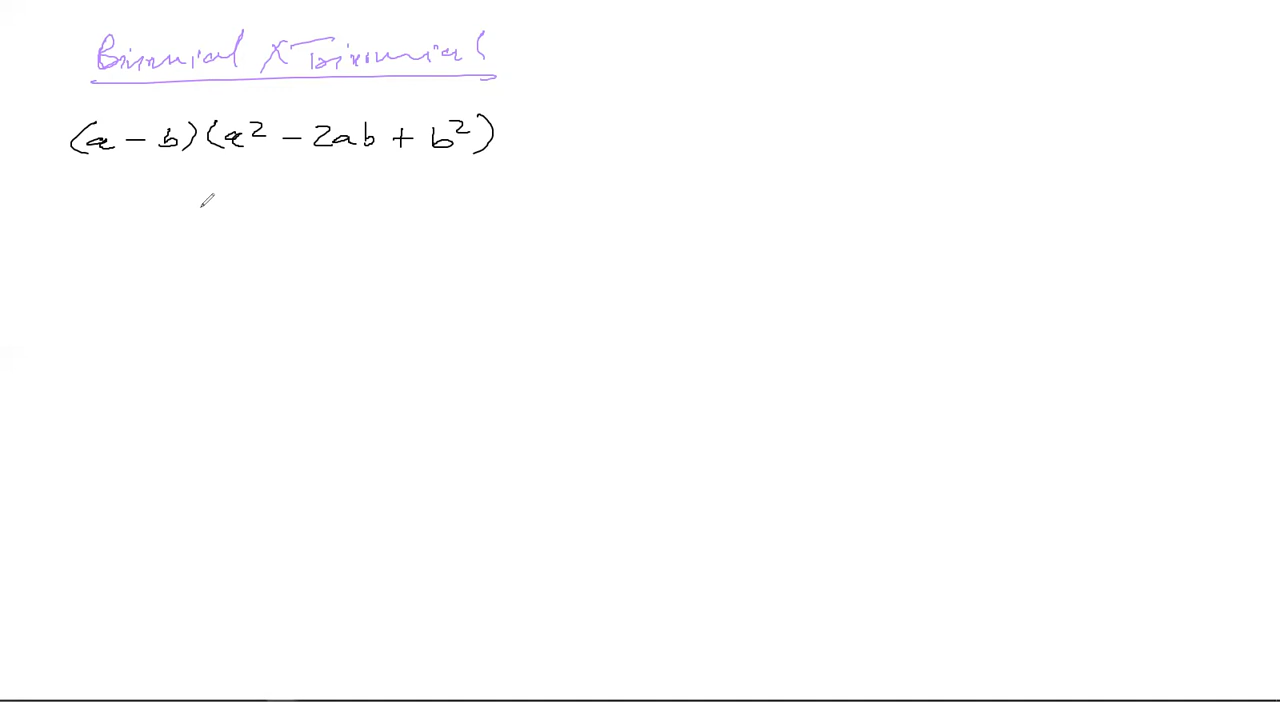 Binomial X Trinomial
(a - b)(a² - 2ab + b²)